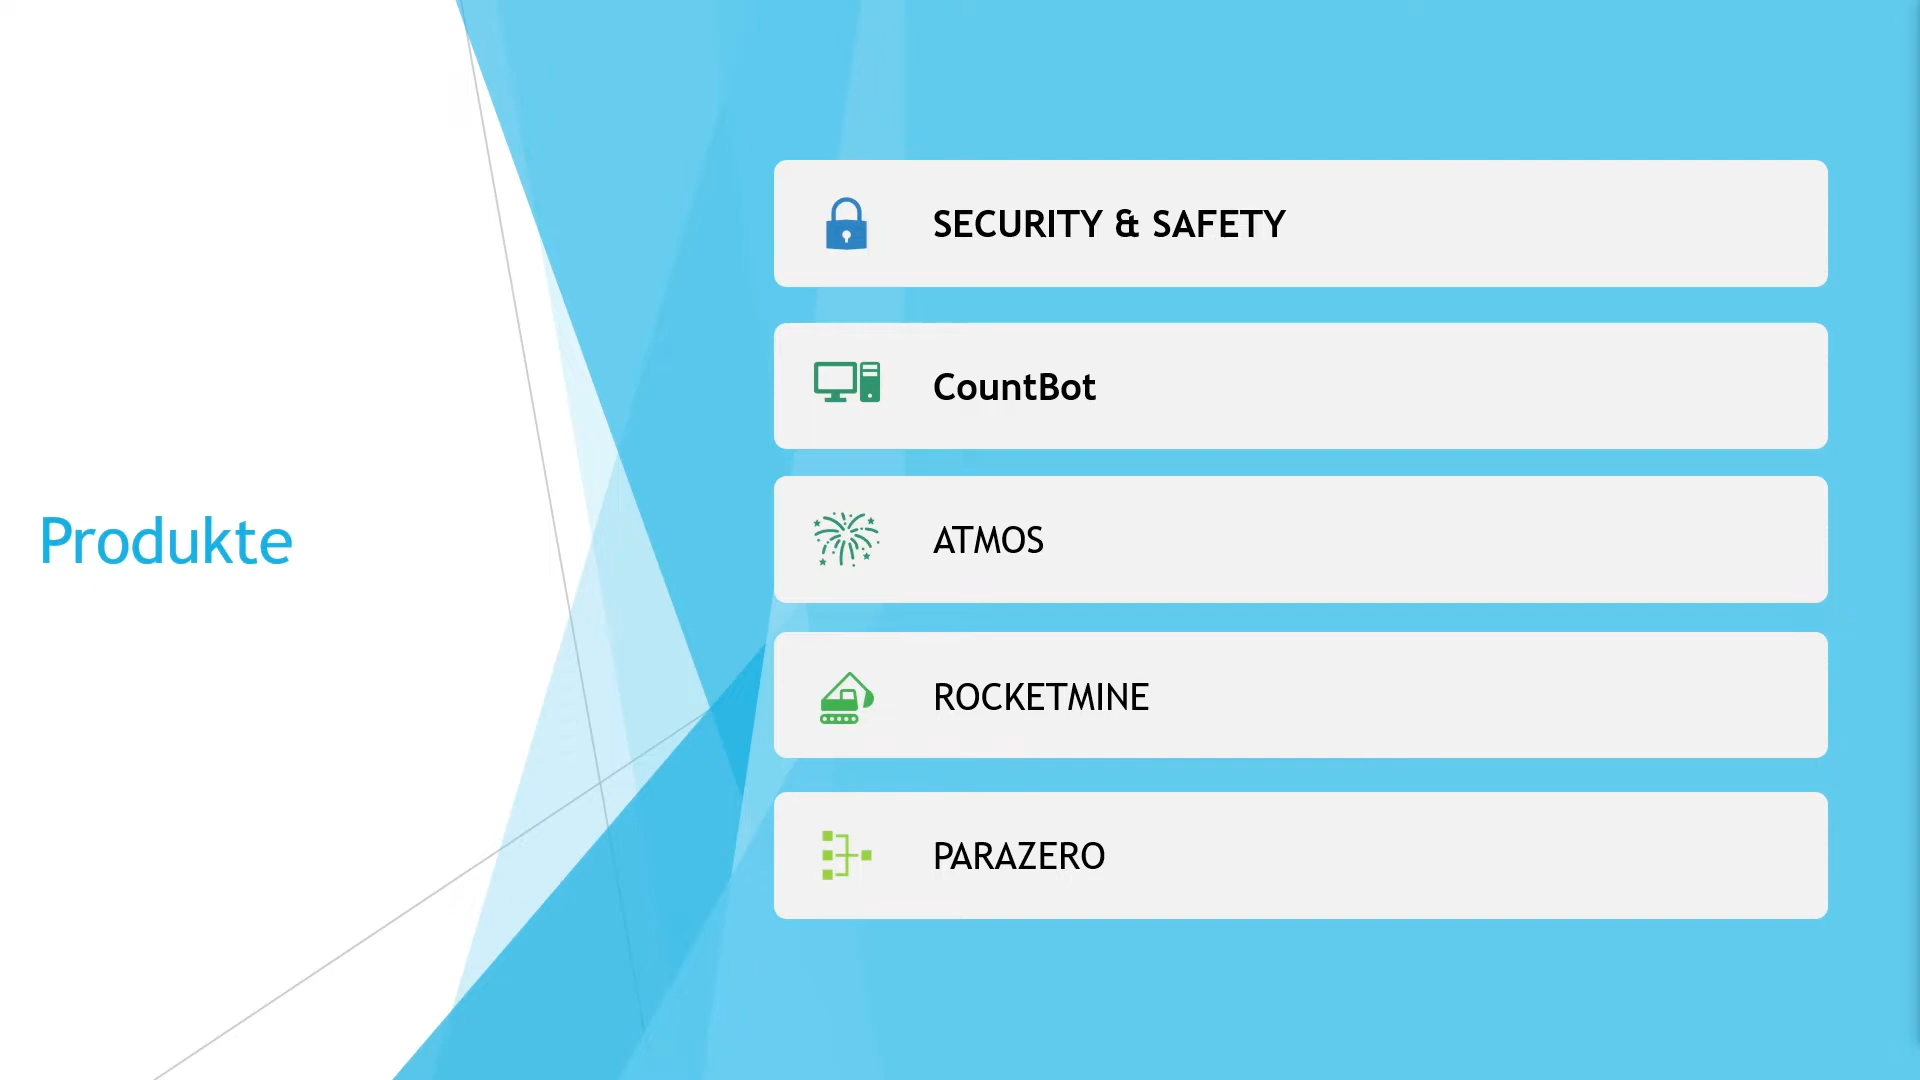 Produkte
SECURITY & SAFETY
CountBot
ATMOS
ROCKETMINE
PARAZERO